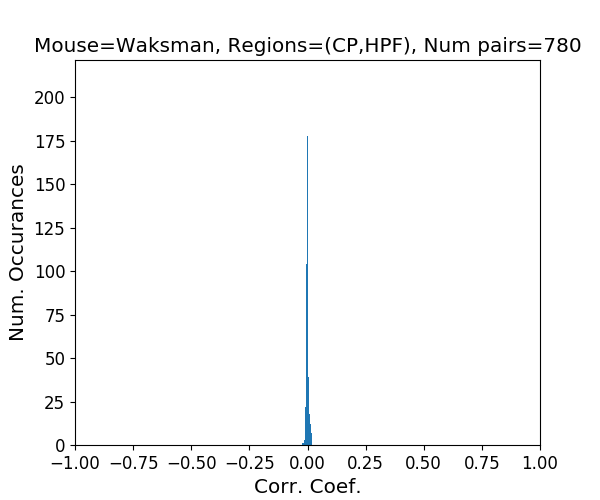 Mouse=Waksman, Regions=(CP,HPF), Num pairs=780
200
175
150
125
100
75
50
25
0
Num. Occurances
−1.00 −0.75 −0.50 −0.25 0.00 0.25 0.50 0.75 1.00
Corr. Coef.